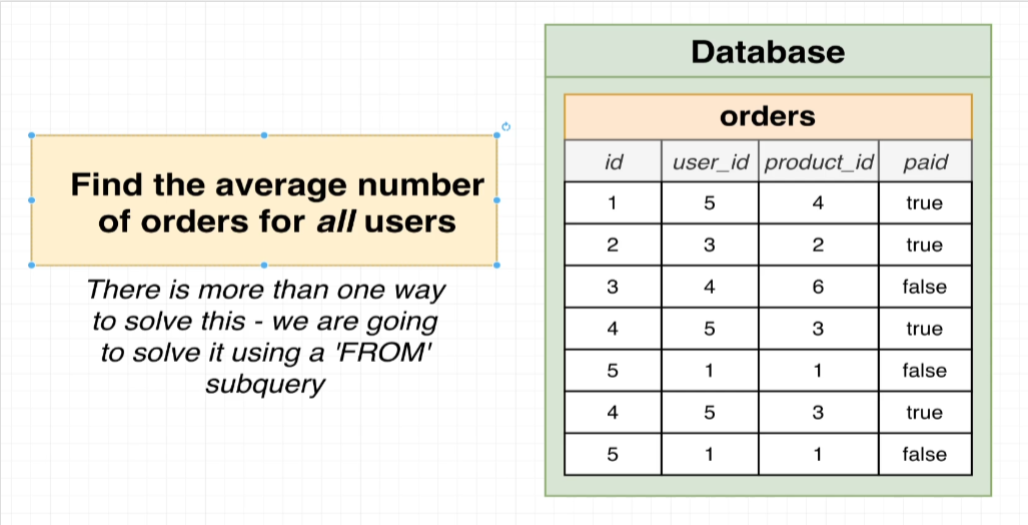 Find the average number
of orders for all users
There is more than one way
to solve this - we are going
to solve it using a 'FROM'
subquery
Database
orders
id user_id product_id paid
1 5 4 true
2 3 2 true
3 4 6 false
4 5 3 true
5 1 1 false
4 5 3 true
5 1 1 false